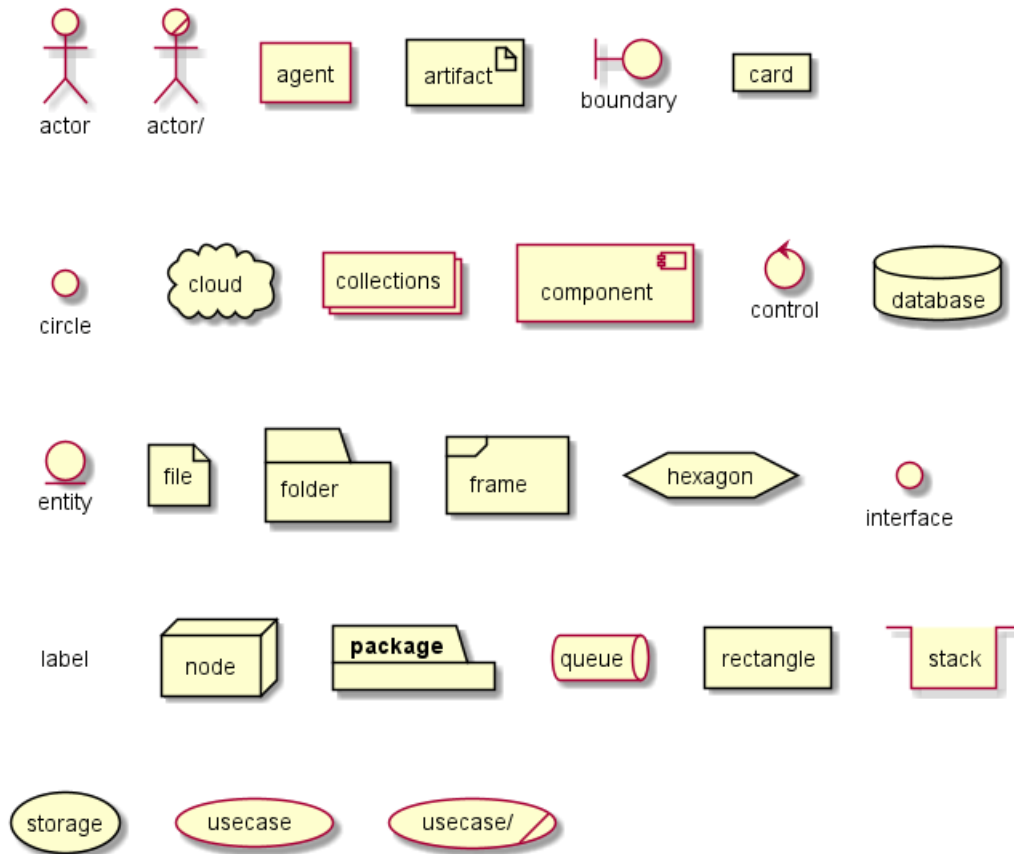 actor
actor/
agent
artifact
boundary
card
circle
cloud
collections
component
control
database
entity
file
folder
frame
hexagon
interface
label
node
package
queue
rectangle
stack
storage
usecase
usecase/